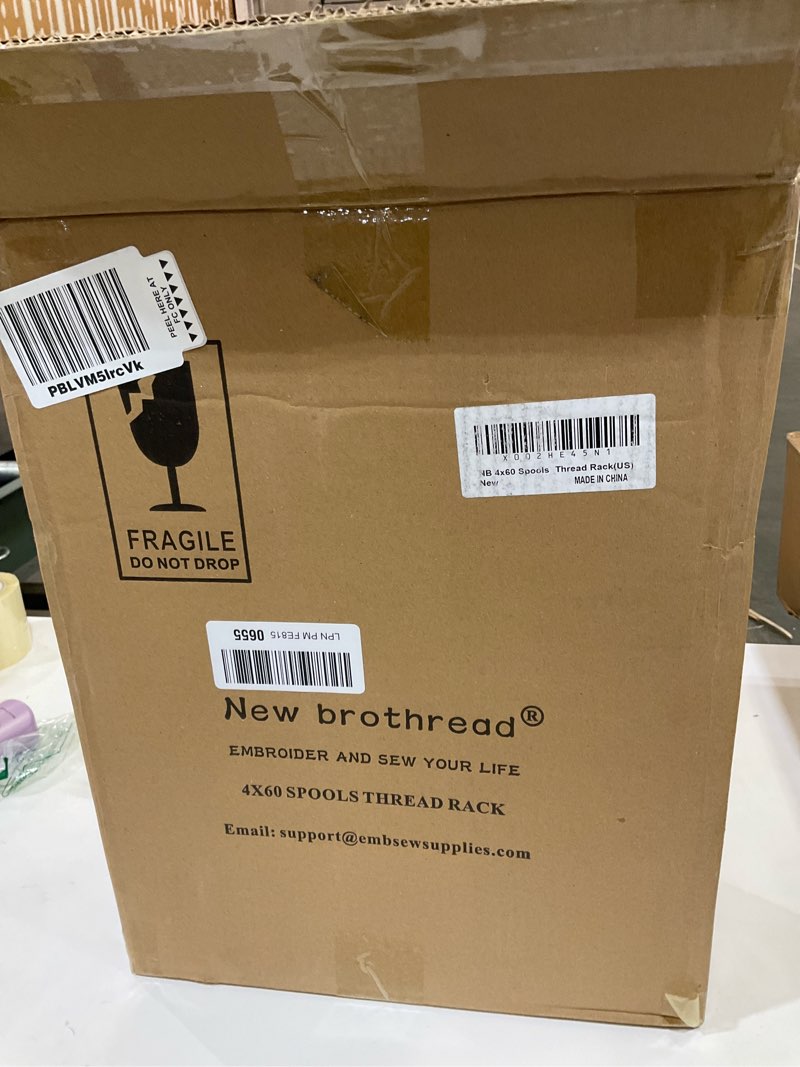 PEEL HERE AT
FC ONLY
PBLVM5IrcVk
X002HE45N1
NB 4x60 Spools Thread Rack(US)
New
MADE IN CHINA
FRAGILE
DO NOT DROP
LPN PM FE815 0655
New brothread®
EMBROIDER AND SEW YOUR LIFE
4X60 SPOOLS THREAD RACK
Email: support@embsewsupplies.com